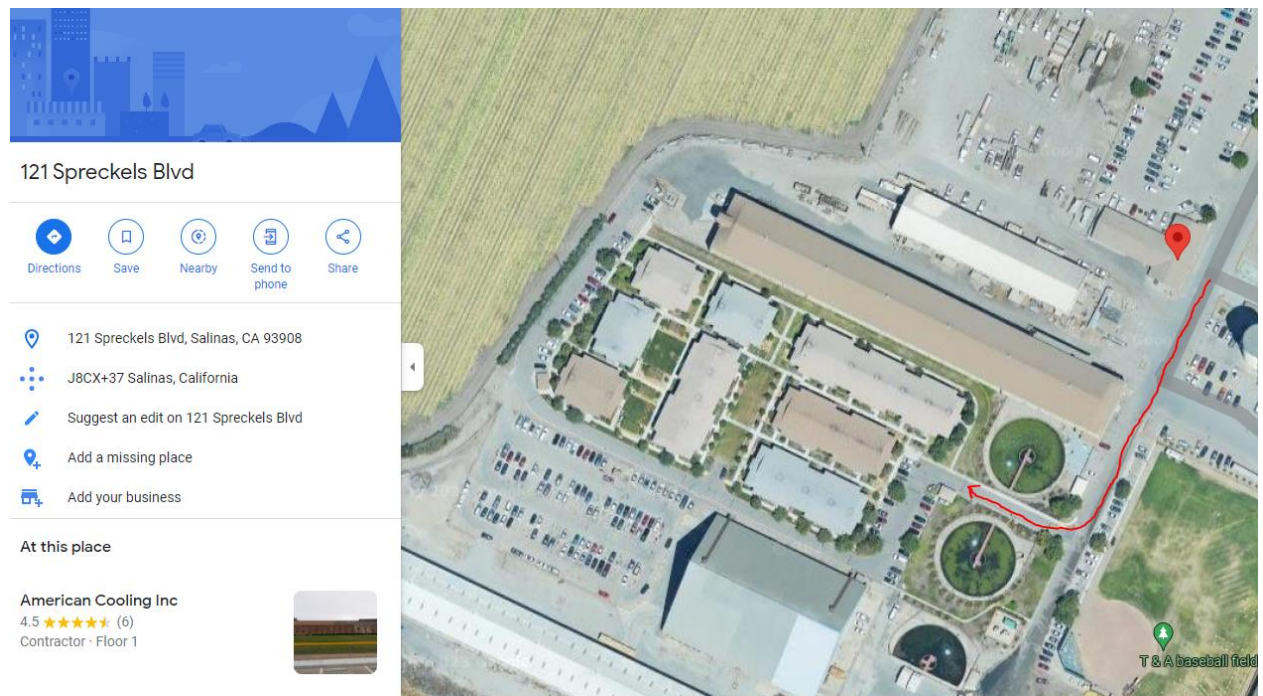 121 Spreckels Blvd
Directions
Save
Nearby
Send to
phone
Share
121 Spreckels Blvd, Salinas, CA 93908
J8CX+37 Salinas, California
Suggest an edit on 121 Spreckels Blvd
Add a missing place
Add your business
At this place
American Cooling Inc
4.5
(6)
Contractor · Floor 1
T & A baseball field